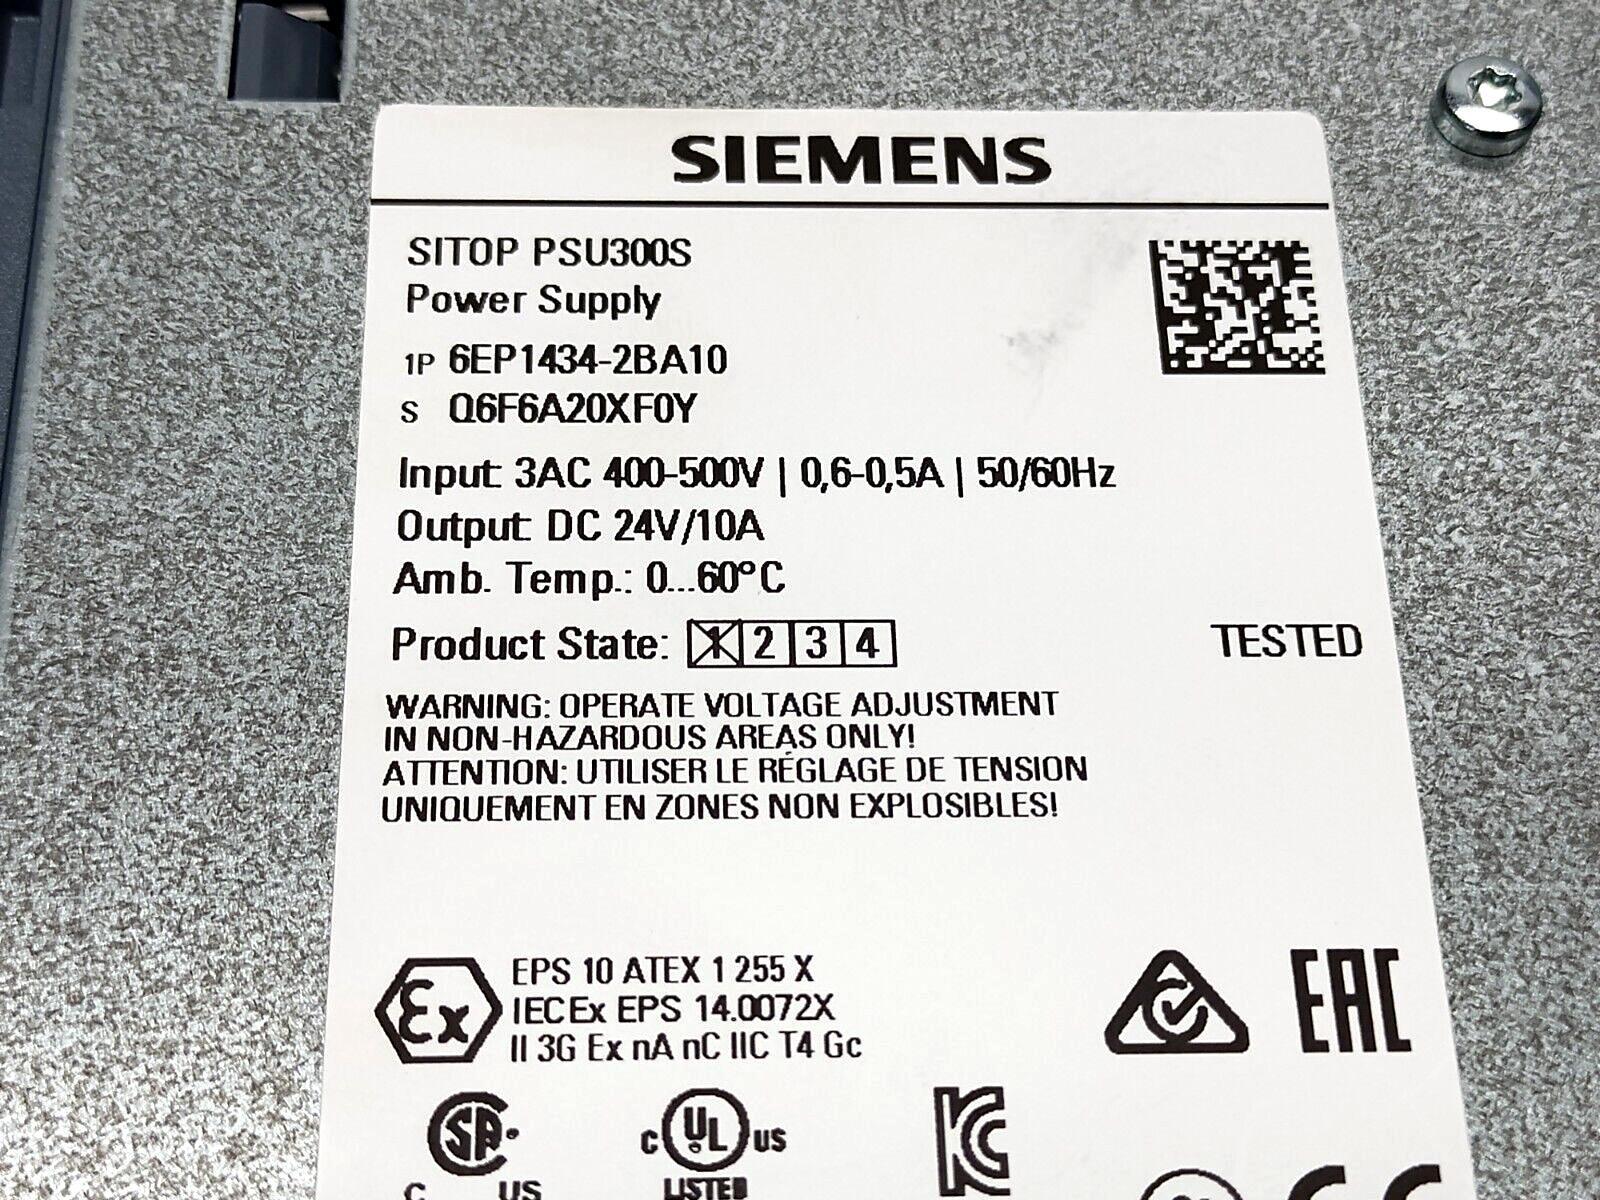 SIEMENS
SITOP PSU300S
Power Supply
1P 6EP1434-2BA10
S Q6F6A20XF0Y
Input: 3AC 400-500V | 0,6-0,5A | 50/60Hz
Output: DC 24V/10A
Amb. Temp.: 0...60°C
Product State: 1 2 3 4
TESTED
WARNING: OPERATE VOLTAGE ADJUSTMENT
IN NON-HAZARDOUS AREAS ONLY!
ATTENTION: UTILISER LE RÉGLAGE DE TENSION
UNIQUEMENT EN ZONES NON EXPLOSIBLES!
Ex
EPS 10 ATEX 1 255 X
IECEx EPS 14.0072X
II 3G Ex nA nC IIC T4 Gc
EAC
SA
C US
C UL US
LISTED
KC
CE